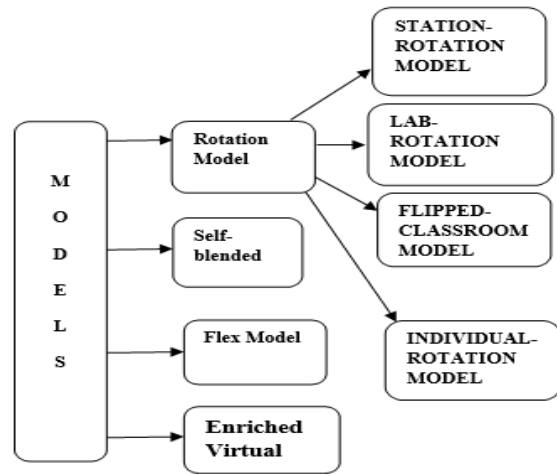 MODELS
Rotation
Model
Self-
blended
Flex Model
Enriched
Virtual
STATION-
ROTATION
MODEL
LAB-
ROTATION
MODEL
FLIPPED-
CLASSROOM
MODEL
INDIVIDUAL-
ROTATION
MODEL